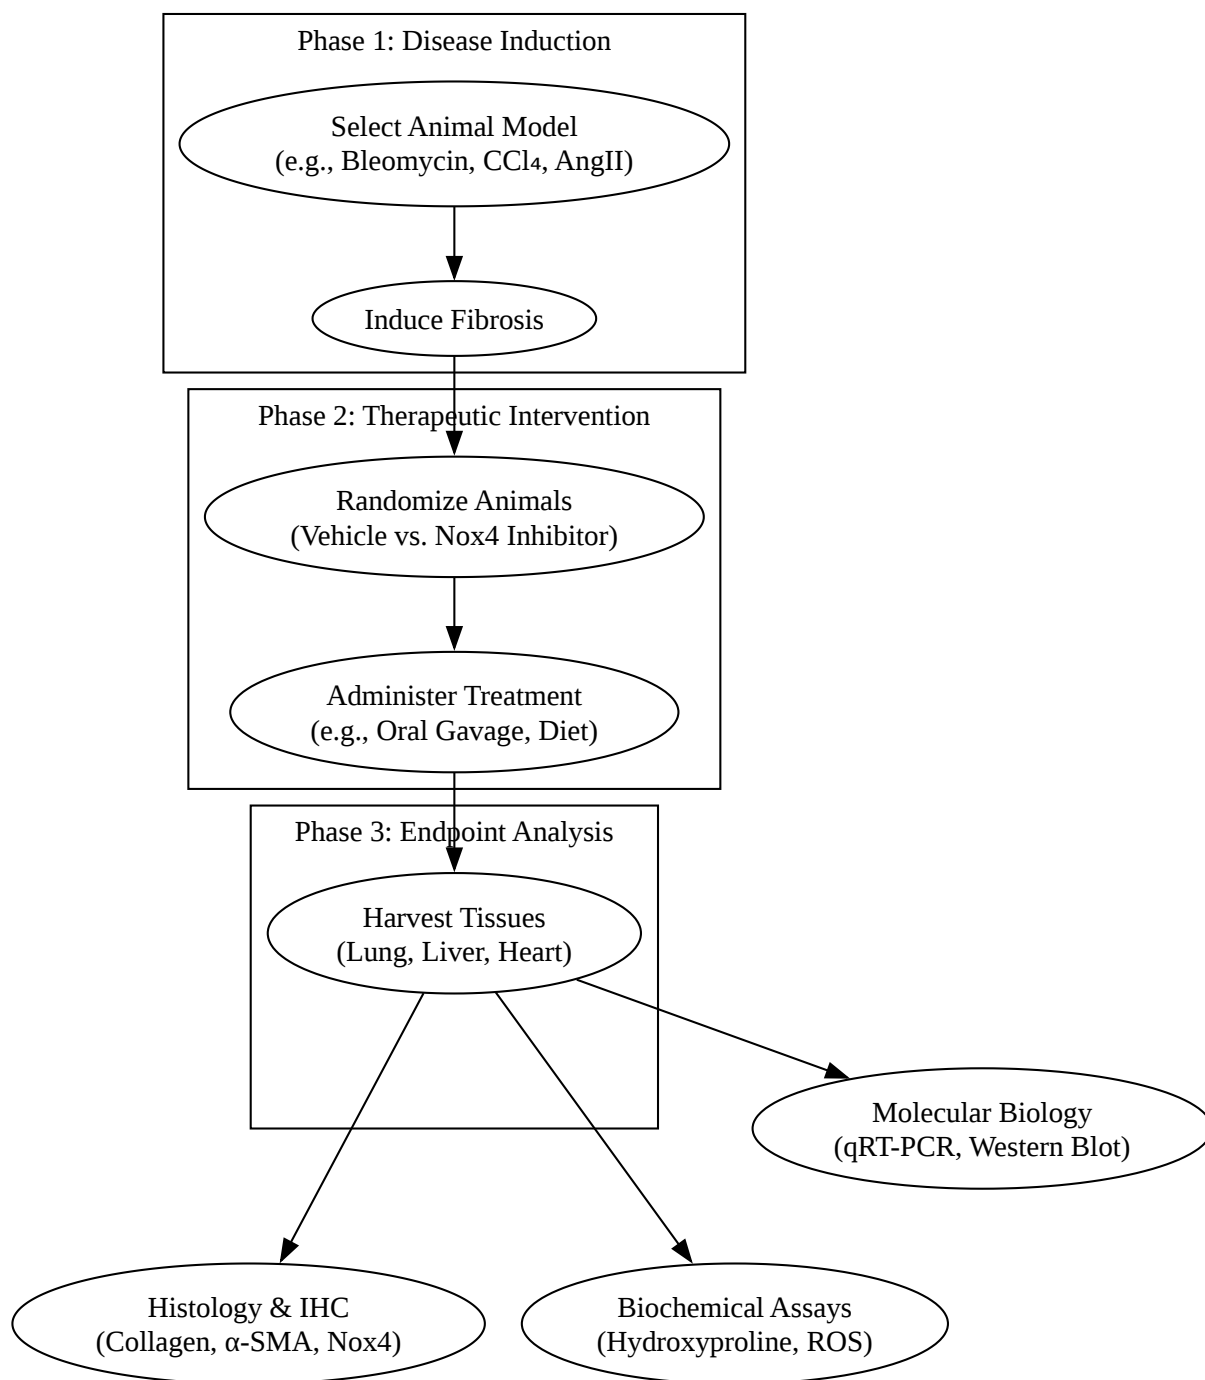 Phase 1: Disease Induction
Select Animal Model
(e.g., Bleomycin, CCl₄, AngII)
Induce Fibrosis
Phase 2: Therapeutic Intervention
Randomize Animals
(Vehicle vs. Nox4 Inhibitor)
Administer Treatment
(e.g., Oral Gavage, Diet)
Phase 3: Endpoint Analysis
Harvest Tissues
(Lung, Liver, Heart)
Molecular Biology
(qRT-PCR, Western Blot)
Histology & IHC
(Collagen, α-SMA, Nox4)
Biochemical Assays
(Hydroxyproline, ROS)